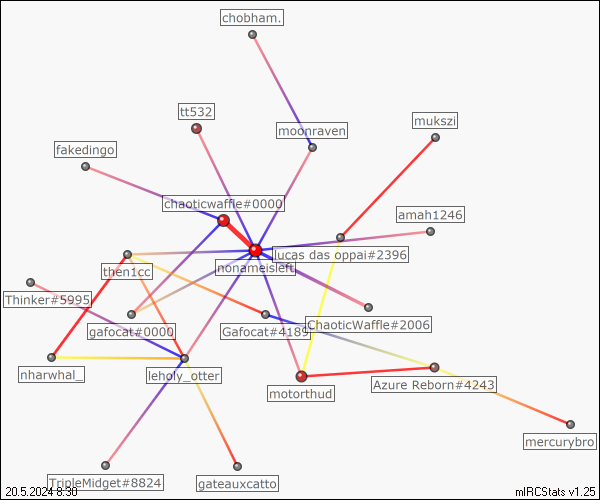 chobham.
tt532
mukszi
moonraven
fakedingo
chaoticwaffle#0000
amah1246
lucas das oppai#2396
nonameisleft
then1cc
Thinker#5995
gafocat#0000
Gafocat#4189
ChaoticWaffle#2006
nharwhal_
leholy_otter
motorthud
Azure Reborn#4243
mercurybro
TripleMidget#8824
gateauxcatto
20.5.2024 8:30
mIRCStats v1.25